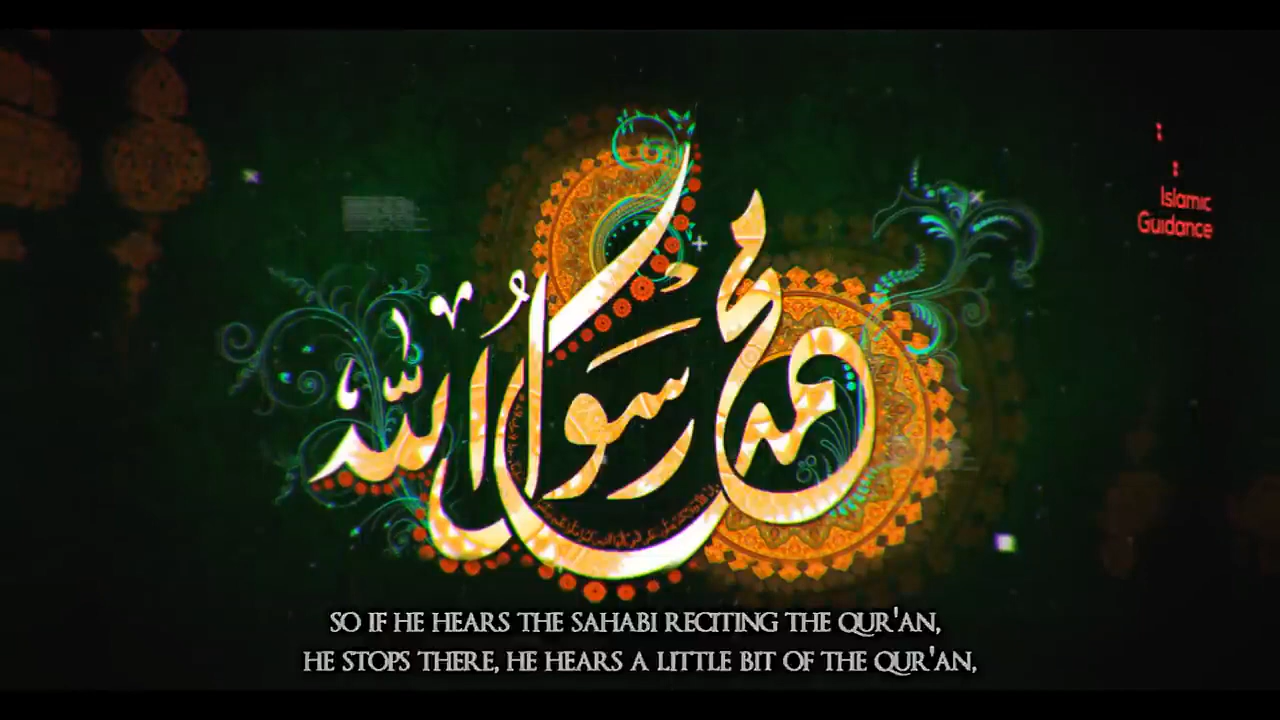 Islamic
Guidance
محمد رسول الله
SO IF HE HEARS THE SAHABI RECITING THE QUR'AN,
HE STOPS THERE, HE HEARS A LITTLE BIT OF THE QUR'AN,